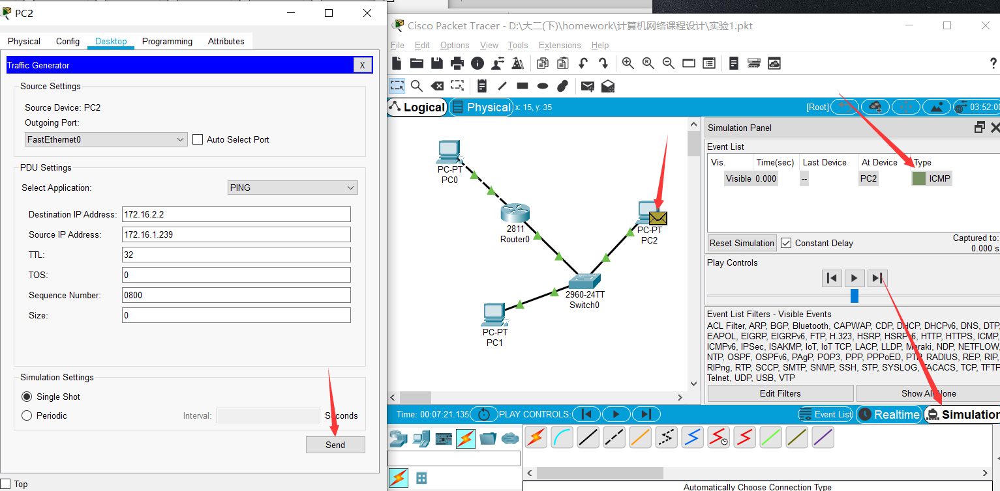 PC2
Physical Config Desktop Programming Attributes
Traffic Generator X
Source Settings
Source Device: PC2
Outgoing Port:
FastEthernet0 Auto Select Port
PDU Settings
Select Application: PING
Destination IP Address: 172.16.2.2
Source IP Address: 172.16.1.239
TTL: 32
TOS: 0
Sequence Number: 0800
Size: 0
Simulation Settings
Single Shot
Periodic Interval: Seconds
Send
Top
Cisco Packet Tracer - D:\大二(下)\homework\计算机网络课程设计\实验1.pkt
File Edit Options View Tools Extensions Help
Logical Physical x: 15, y: 35 [Root] 03:52:00
PC-PT
PC0
2811
Router0
PC-PT
PC2
2960-24TT
Switch0
PC-PT
PC1
Simulation Panel
Event List
Vis. Time(sec) Last Device At Device Type
Visible 0.000 -- PC2 ICMP
Reset Simulation Constant Delay Captured to:
0.000 s
Play Controls
Event List Filters - Visible Events
ACL Filter, ARP, BGP, Bluetooth, CAPWAP, CDP, DHCP, DHCPv6, DNS, DTP,
EAPOL, EIGRP, EIGRPv6, FTP, H.323, HSRP, HSRPv6, HTTP, HTTPS, ICMP,
ICMPv6, IPSec, ISAKMP, IoT, IoT TCP, LACP, LLDP, Meraki, NDP, NETFLOW,
NTP, OSPF, OSPFv6, PAgP, POP3, PPP, PPPoED, PTP, RADIUS, REP, RIP,
RIPng, RTP, SCCP, SMTP, SNMP, SSH, STP, SYSLOG, TACACS, TCP, TFTP,
Telnet, UDP, USB, VTP
Edit Filters Show All/None
Time: 00:07:21.135 PLAY CONTROLS: Event List Realtime Simulation
Automatically Choose Connection Type